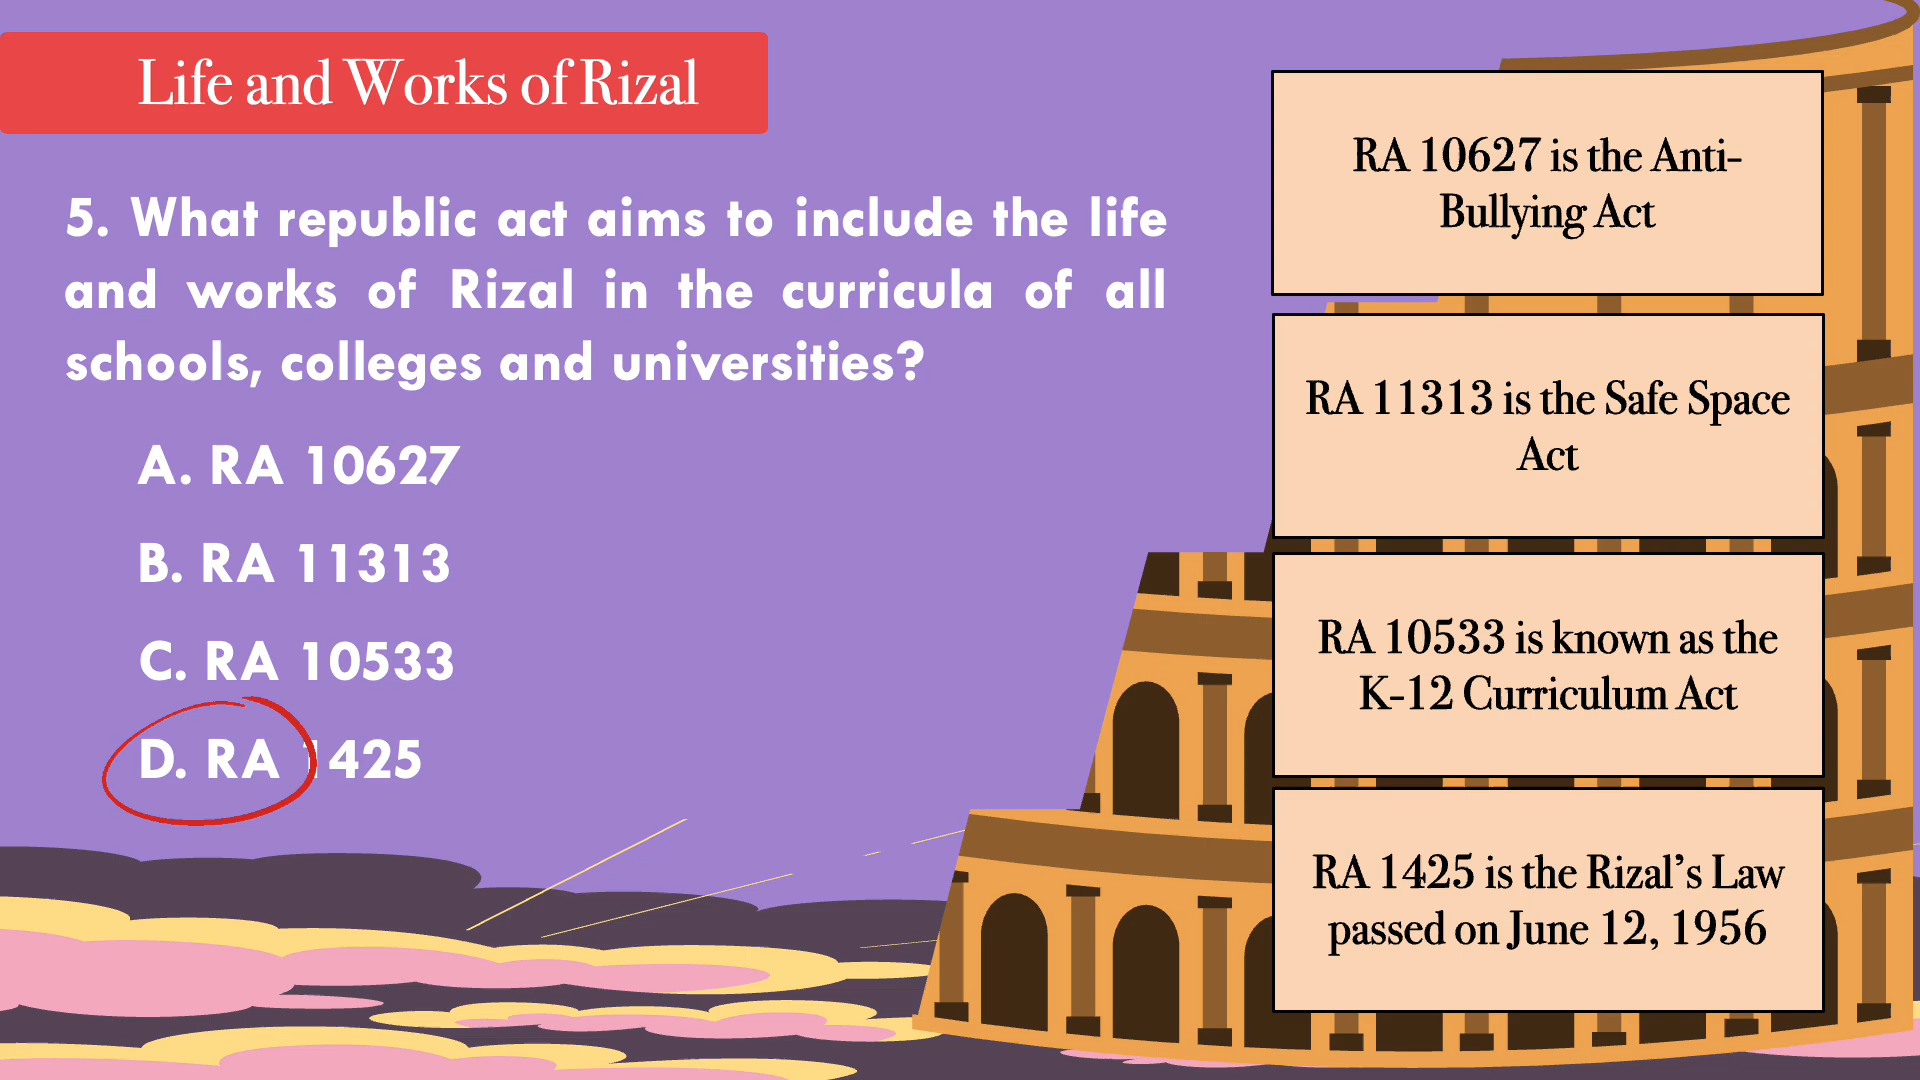 Life and Works of Rizal
5. What republic act aims to include the life
and works of Rizal in the curricula of all
schools, colleges and universities?
A. RA 10627
B. RA 11313
C. RA 10533
D. RA 1425
RA 10627 is the Anti-
Bullying Act
RA 11313 is the Safe Space
Act
RA 10533 is known as the
K-12 Curriculum Act
RA 1425 is the Rizal's Law
passed on June 12, 1956